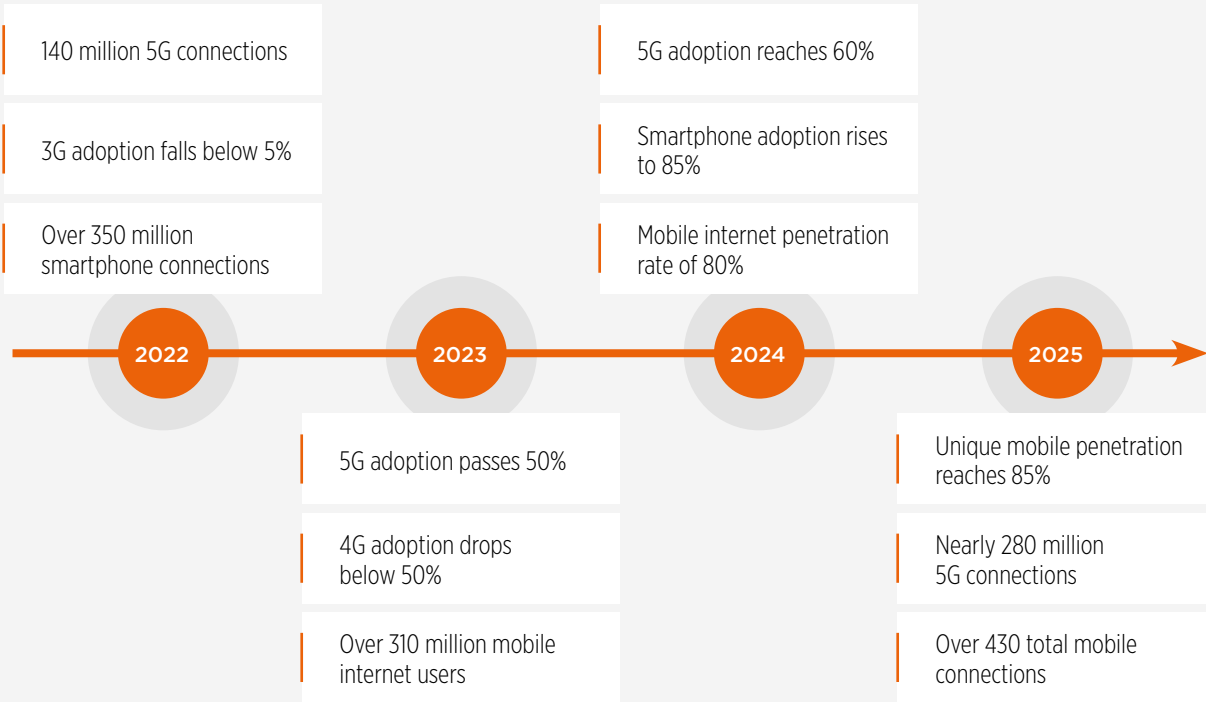 140 million 5G connections
3G adoption falls below 5%
Over 350 million
smartphone connections
5G adoption reaches 60%
Smartphone adoption rises
to 85%
Mobile internet penetration
rate of 80%
2022
2023
2024
2025
5G adoption passes 50%
4G adoption drops
below 50%
Over 310 million mobile
internet users
Unique mobile penetration
reaches 85%
Nearly 280 million
5G connections
Over 430 total mobile
connections